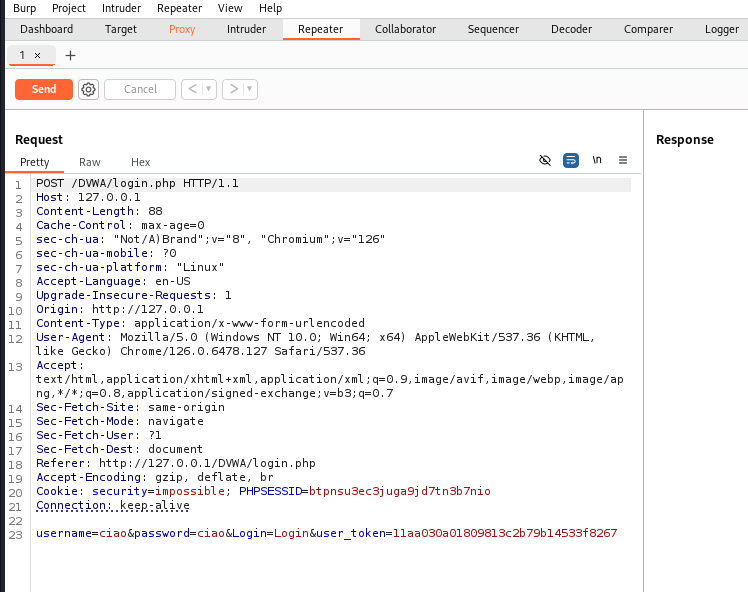 Burp Project Intruder Repeater View Help
Dashboard Target Proxy Intruder Repeater Collaborator Sequencer Decoder Comparer Logger
1 × +
Send Cancel < >
Request Response
Pretty Raw Hex \n
1 POST /DVWA/login.php HTTP/1.1
2 Host: 127.0.0.1
3 Content-Length: 88
4 Cache-Control: max-age=0
5 sec-ch-ua: "Not/A)Brand";v="8", "Chromium";v="126"
6 sec-ch-ua-mobile: ?0
7 sec-ch-ua-platform: "Linux"
8 Accept-Language: en-US
9 Upgrade-Insecure-Requests: 1
10 Origin: http://127.0.0.1
11 Content-Type: application/x-www-form-urlencoded
12 User-Agent: Mozilla/5.0 (Windows NT 10.0; Win64; x64) AppleWebKit/537.36 (KHTML,
like Gecko) Chrome/126.0.6478.127 Safari/537.36
13 Accept:
text/html,application/xhtml+xml,application/xml;q=0.9,image/avif,image/webp,image/ap
ng,*/*;q=0.8,application/signed-exchange;v=b3;q=0.7
14 Sec-Fetch-Site: same-origin
15 Sec-Fetch-Mode: navigate
16 Sec-Fetch-User: ?1
17 Sec-Fetch-Dest: document
18 Referer: http://127.0.0.1/DVWA/login.php
19 Accept-Encoding: gzip, deflate, br
20 Cookie: security=impossible; PHPSESSID=btpnsu3ec3juga9jd7tn3b7nio
21 Connection: keep-alive
22
23 username=ciao&password=ciao&Login=Login&user_token=11aa030a01809813c2b79b14533f8267